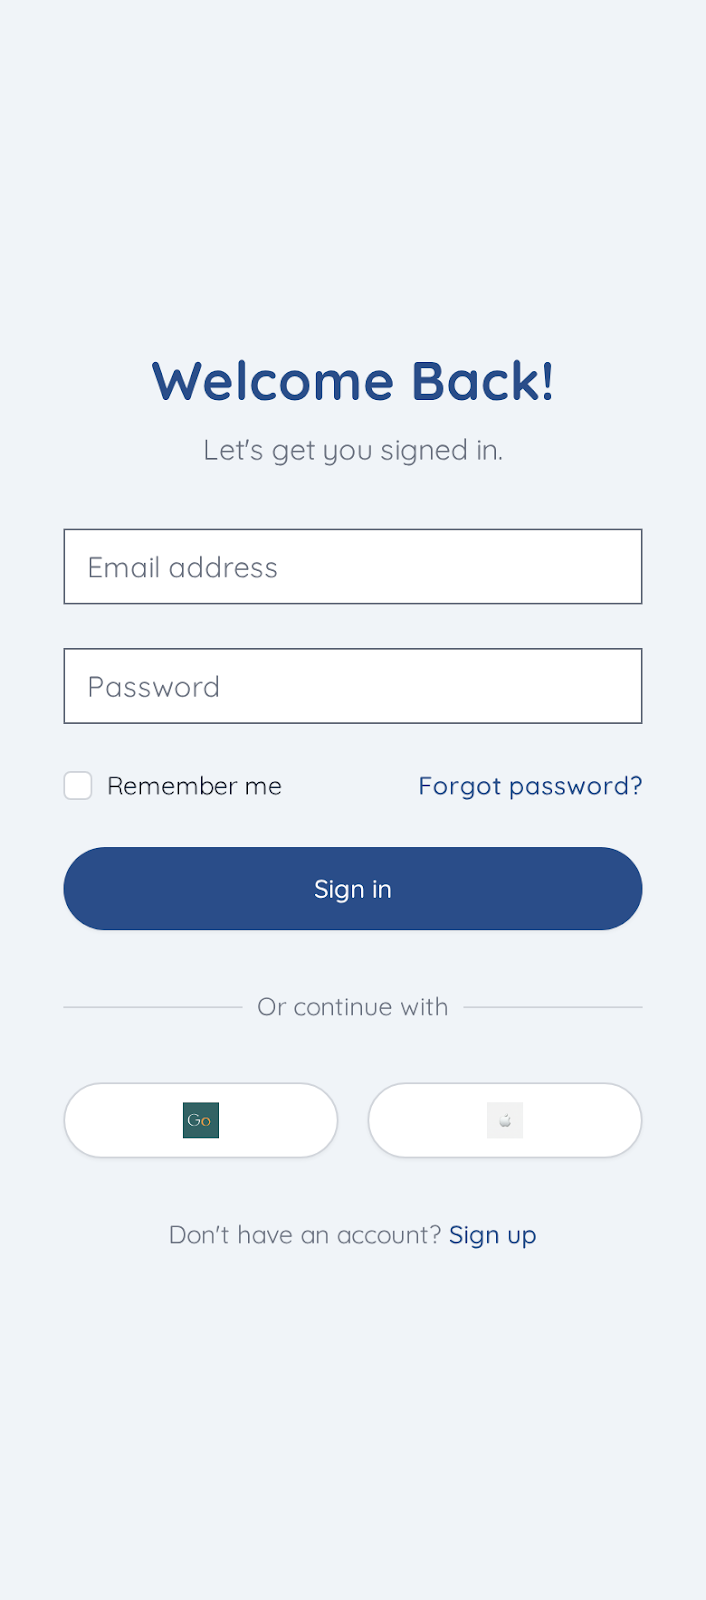 Welcome Back!
Let's get you signed in.
Email address
Password
Remember me
Forgot password?
Sign in
Or continue with
Go
Don't have an account? Sign up